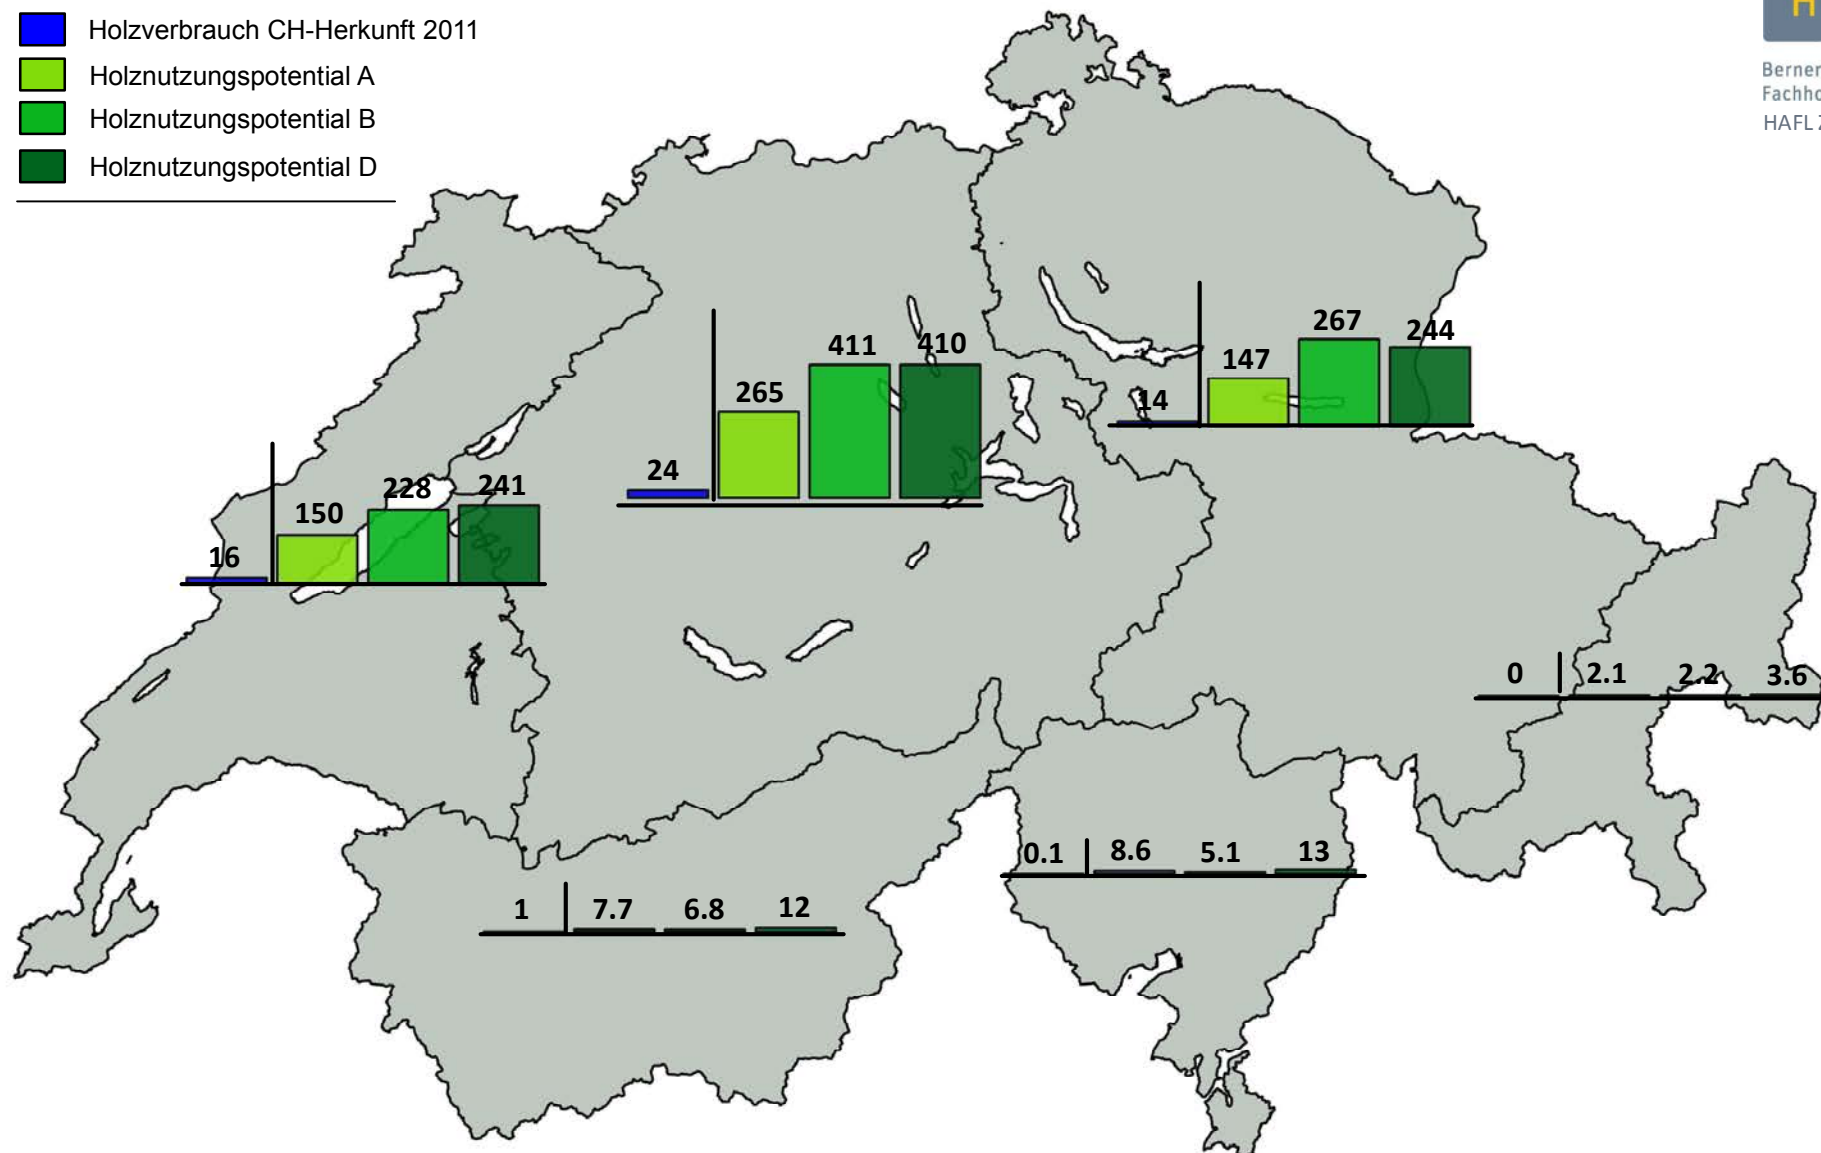 Holzverbrauch CH-Herkunft 2011
Holznutzungspotential A
Holznutzungspotential B
Holznutzungspotential D
H
Berner
HAFL
411 410
265
24
267 244
147
14
228 241
150
16
0 2.1 2.2 3.6
0.1 8.6 5.1 13
1 7.7 6.8 12